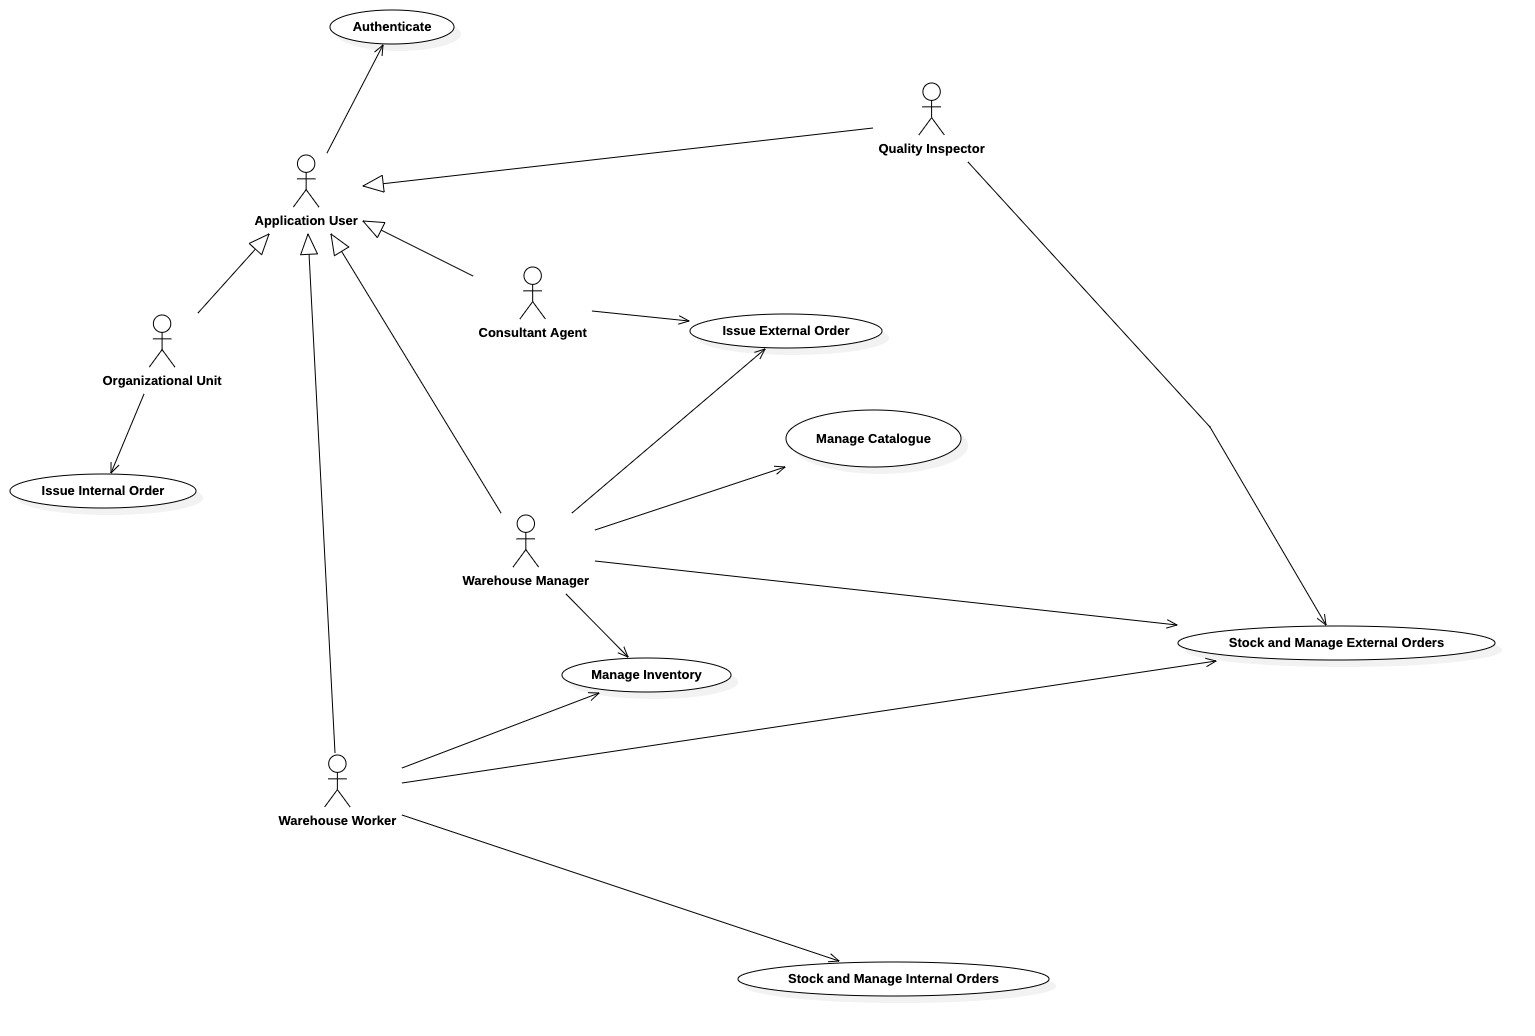 Authenticate
Quality Inspector
Application User
Consultant Agent
Issue External Order
Organizational Unit
Manage Catalogue
Issue Internal Order
Warehouse Manager
Stock and Manage External Orders
Manage Inventory
Warehouse Worker
Stock and Manage Internal Orders